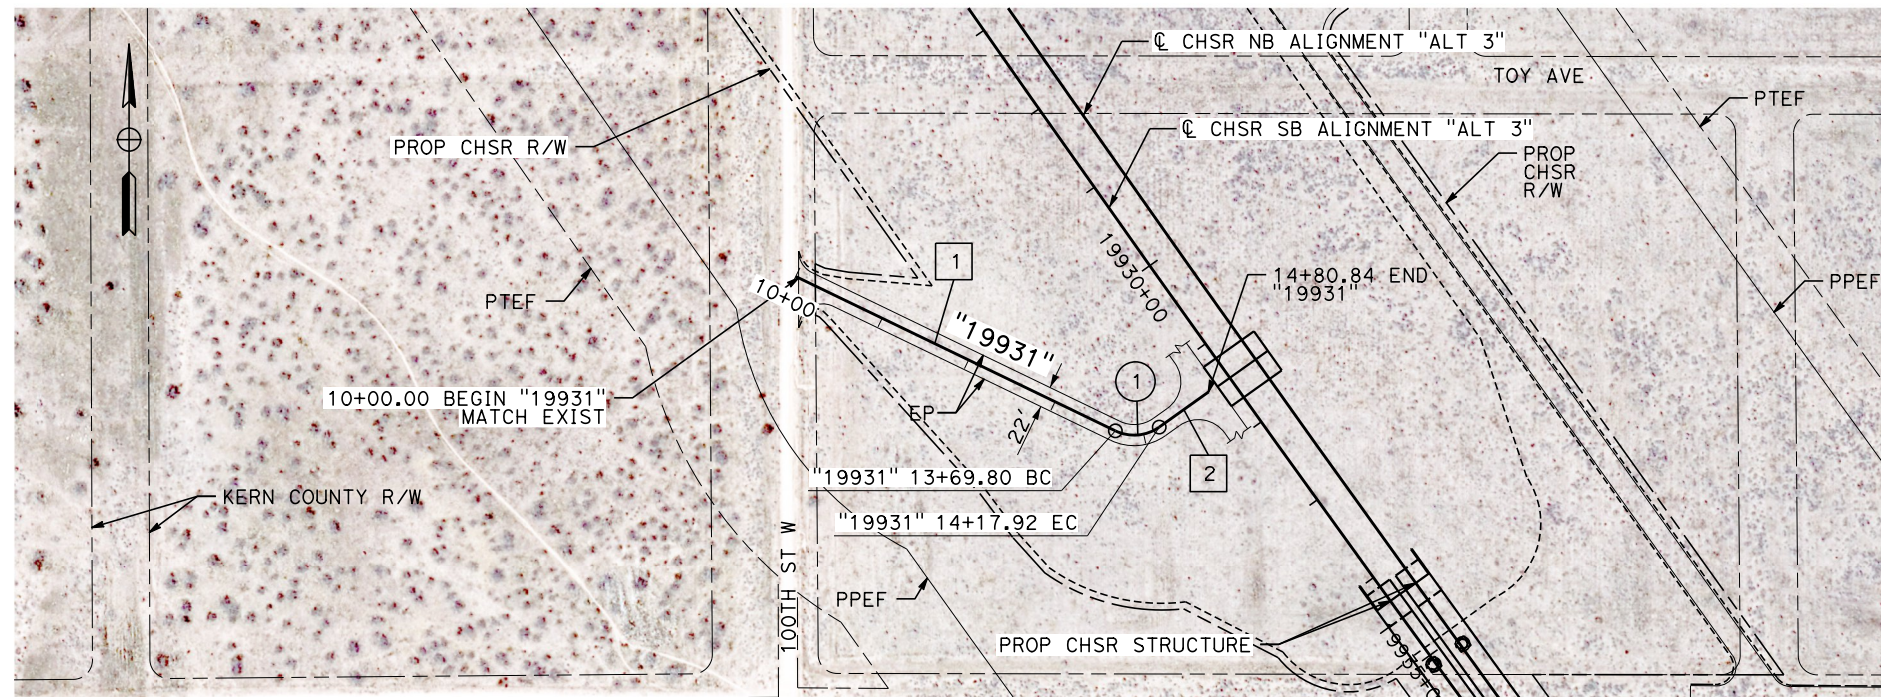 ℄ CHSR NB ALIGNMENT "ALT 3"
TOY AVE
PTEF
℄ CHSR SB ALIGNMENT "ALT 3"
PROP CHSR R/W
PROP
CHSR
R/W
19930+00
1
14+80.84 END
"19931"
PPEF
PTEF
10+00
"19931"
1
10+00.00 BEGIN "19931"
MATCH EXIST
EP
22'
2
"19931" 13+69.80 BC
KERN COUNTY R/W
"19931" 14+17.92 EC
100TH ST W
PPEF
PROP CHSR STRUCTURE